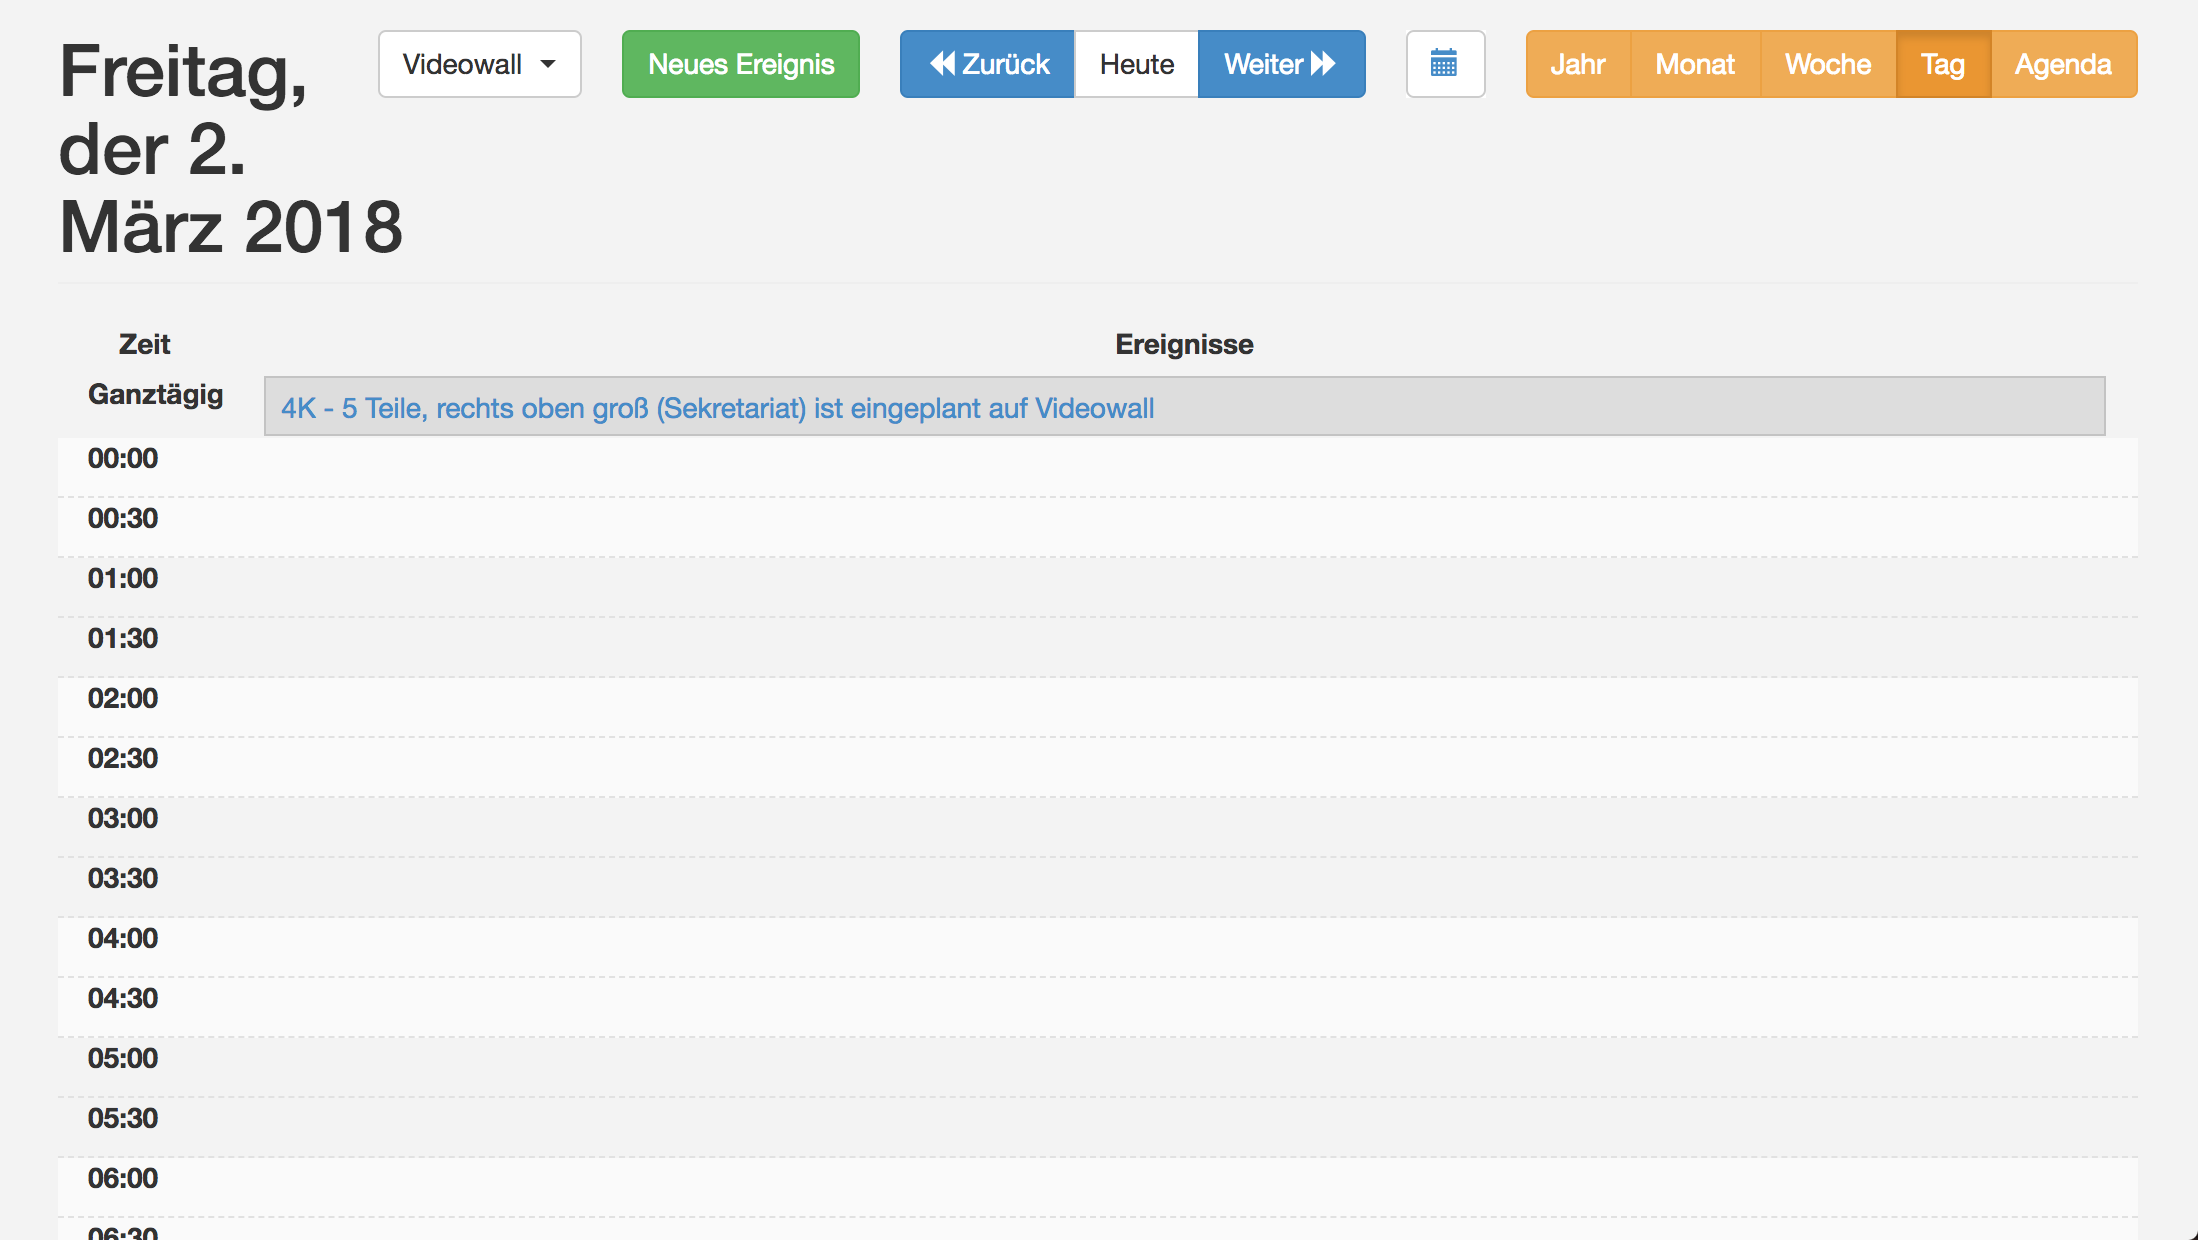 Freitag,
der 2.
März 2018
Videowall
Neues Ereignis
Zurück Heute Weiter
Jahr Monat Woche Tag Agenda
Zeit Ereignisse
Ganztägig 4K - 5 Teile, rechts oben groß (Sekretariat) ist eingeplant auf Videowall
00:00
00:30
01:00
01:30
02:00
02:30
03:00
03:30
04:00
04:30
05:00
05:30
06:00
06:30